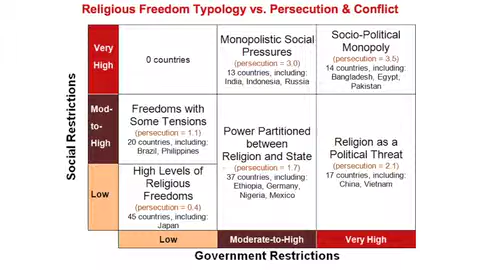 Religious Freedom Typology vs. Persecution & Conflict
Social Restrictions
Very
High
0 countries
Monopolistic Social
Pressures
(persecution = 3.0)
13 countries, including:
India, Indonesia, Russia
Socio-Political
Monopoly
(persecution = 3.5)
14 countries, including:
Bangladesh, Egypt,
Pakistan
Mod-
to-
High
Freedoms with
Some Tensions
(persecution = 1.1)
20 countries, including:
Brazil, Philippines
Power Partitioned
between
Religion and State
(persecution = 1.7)
37 countries, including:
Ethiopia, Germany,
Nigeria, Mexico
Religion as a
Political Threat
(persecution = 2.1)
17 countries, including:
China, Vietnam
Low
High Levels of
Religious
Freedoms
(persecution = 0.4)
45 countries, including:
Japan
Low
Moderate-to-High
Very High
Government Restrictions